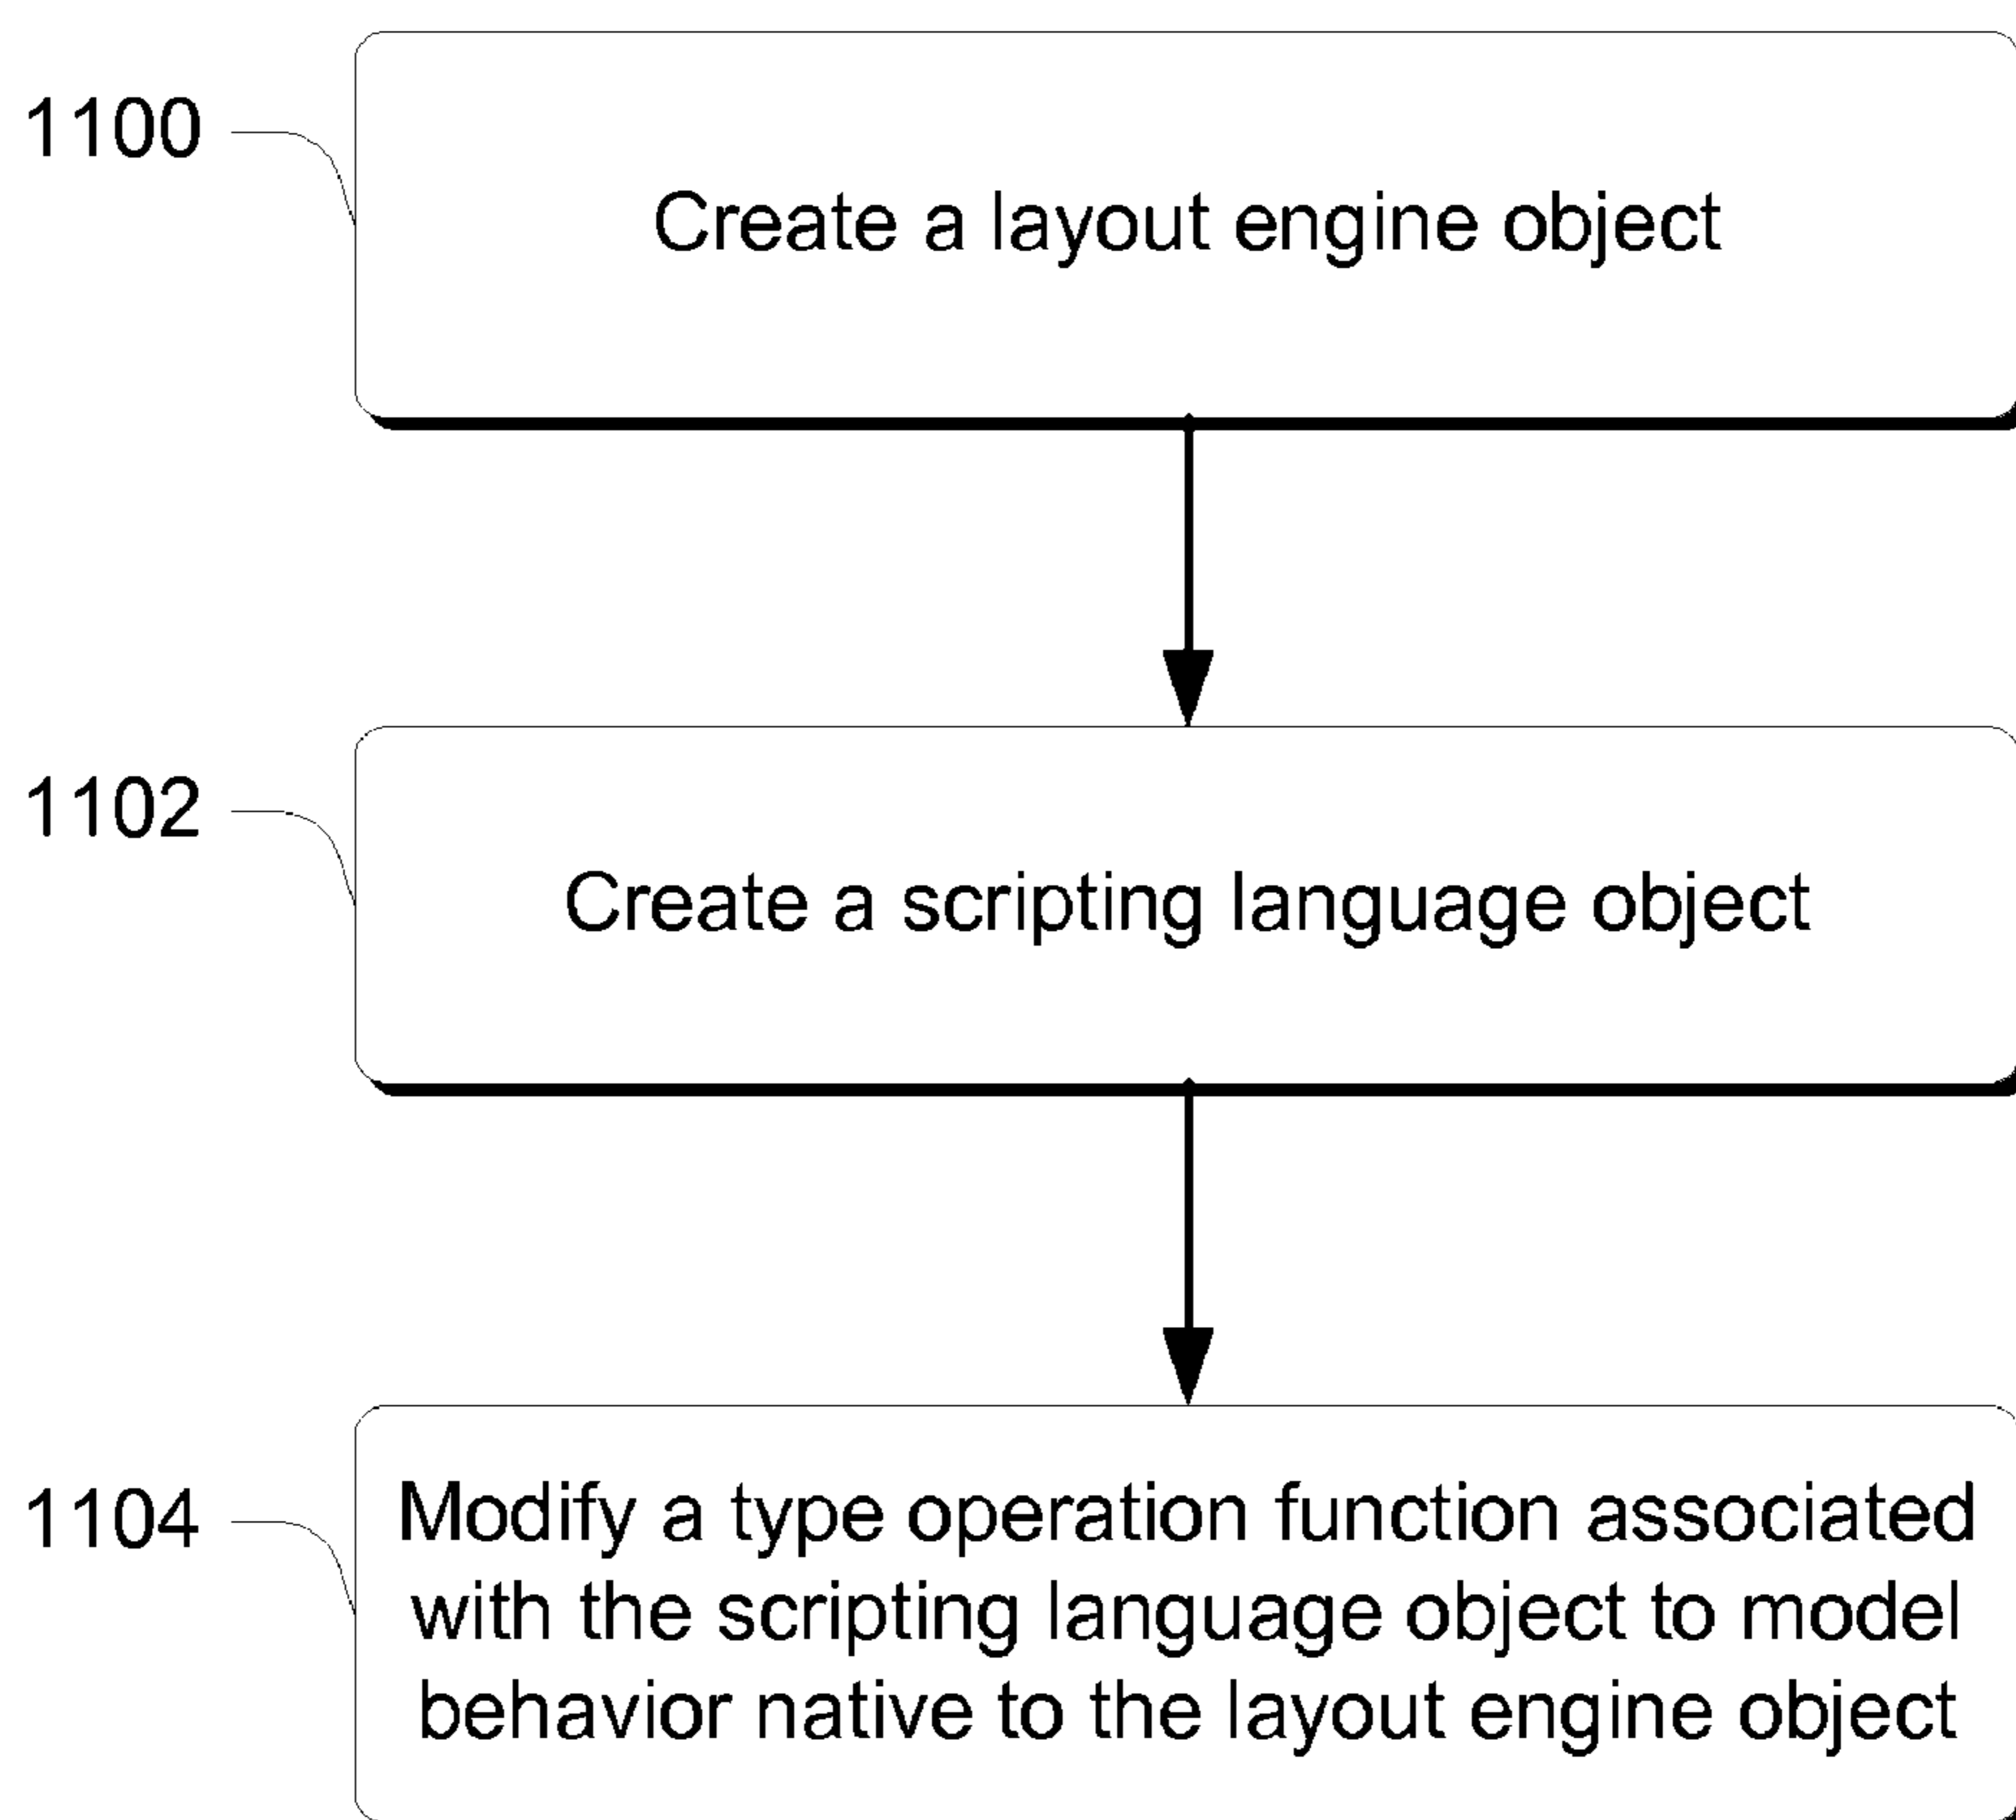 1100
Create a layout engine object
1102
Create a scripting language object
1104
Modify a type operation function associated
with the scripting language object to model
behavior native to the layout engine object